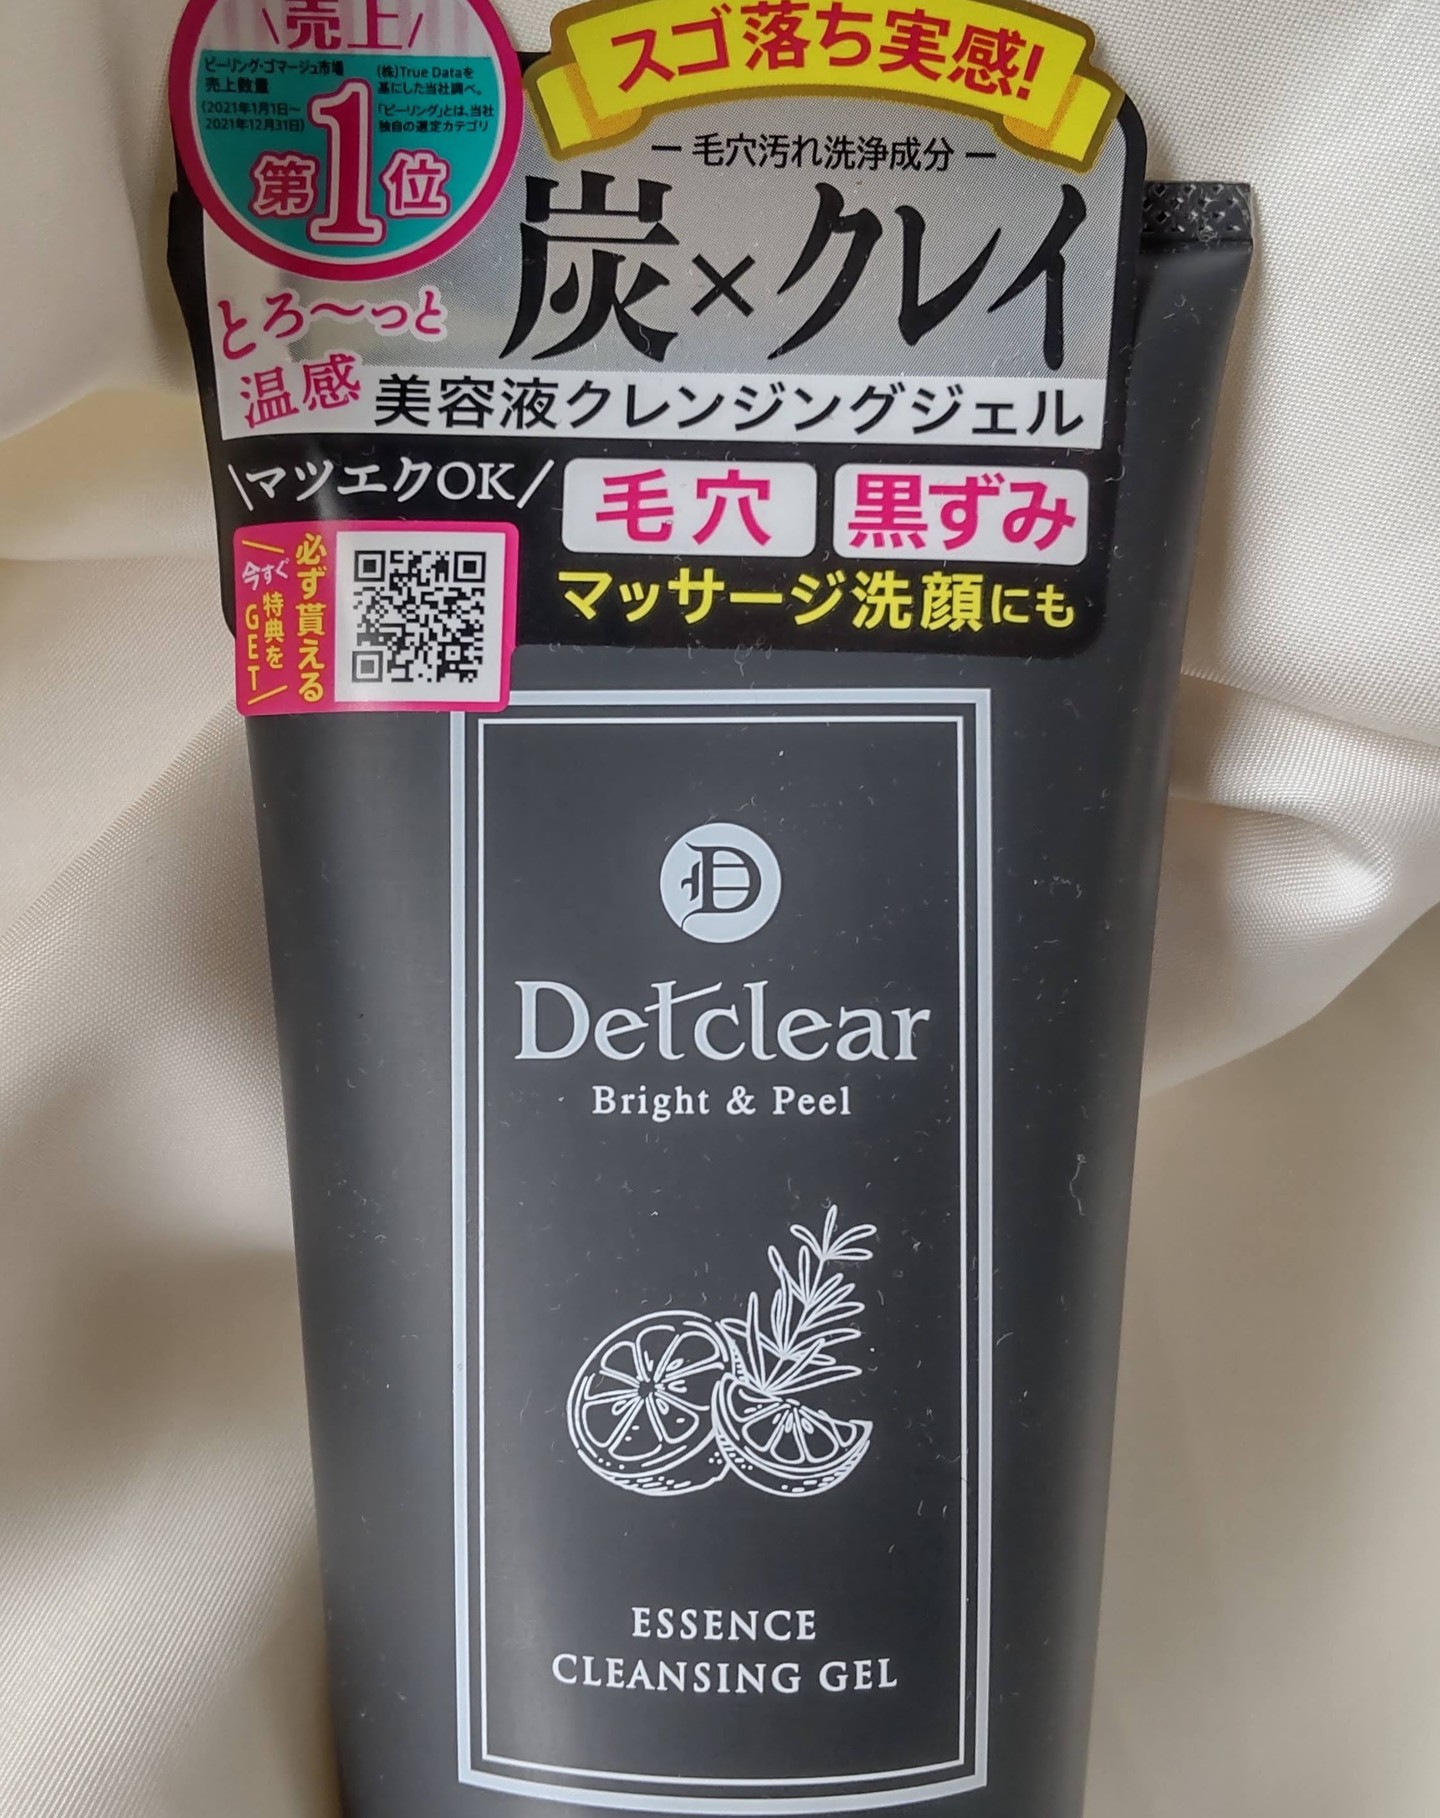 \売上/
ピーリング・ゴマージュ市場
売上数量
(2021年1月1日～
2021年12月31日)
(株)True Dataを
基にした当社調べ。
「ピーリング」とは、当社
独自の選定カテゴリ
第1位
スゴ落ち実感!
－毛穴汚れ洗浄成分－
炭×クレイ
とろ～っと
温感
美容液クレンジングジェル
\マツエクOK/
毛穴 黒ずみ
マッサージ洗顔にも
必ず貰える
今すぐ特典を
GET
D
Detclear
Bright & Peel
ESSENCE
CLEANSING GEL